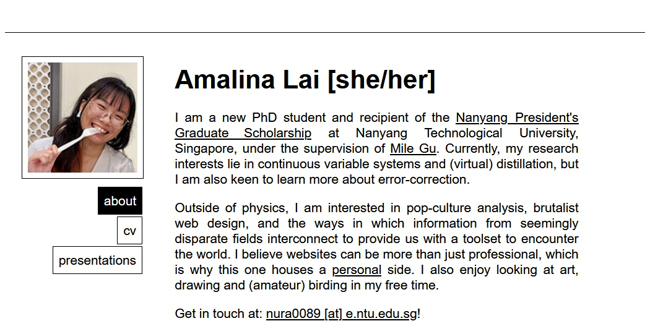 Amalina Lai [she/her]
I am a new PhD student and recipient of the Nanyang President's
Graduate Scholarship at Nanyang Technological University,
Singapore, under the supervision of Mile Gu. Currently, my research
interests lie in continuous variable systems and (virtual) distillation, but
I am also keen to learn more about error-correction.
about
cv
presentations
Outside of physics, I am interested in pop-culture analysis, brutalist
web design, and the ways in which information from seemingly
disparate fields interconnect to provide us with a toolset to encounter
the world. I believe websites can be more than just professional, which
is why this one houses a personal side. I also enjoy looking at art,
drawing and (amateur) birding in my free time.
Get in touch at: nura0089 [at] e.ntu.edu.sg!